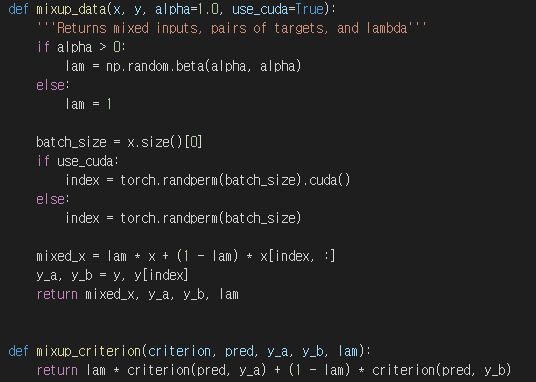 def mixup_data(x, y, alpha=1.0, use_cuda=True):
    '''Returns mixed inputs, pairs of targets, and lambda'''
    if alpha > 0:
        lam = np.random.beta(alpha, alpha)
    else:
        lam = 1

    batch_size = x.size()[0]
    if use_cuda:
        index = torch.randperm(batch_size).cuda()
    else:
        index = torch.randperm(batch_size)

    mixed_x = lam * x + (1 - lam) * x[index, :]
    y_a, y_b = y, y[index]
    return mixed_x, y_a, y_b, lam


def mixup_criterion(criterion, pred, y_a, y_b, lam):
    return lam * criterion(pred, y_a) + (1 - lam) * criterion(pred, y_b)